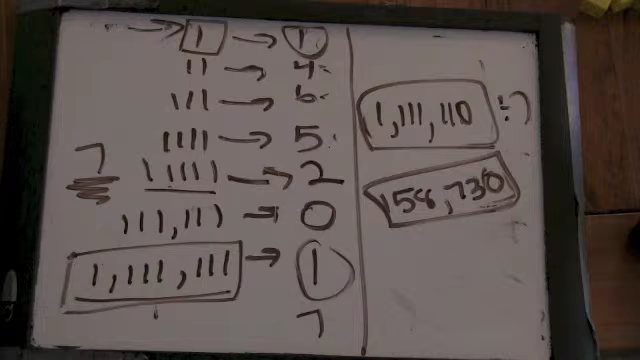 → 1 → 1
11 → 4
111 → 6
1111 → 5
7
11111 → 2
111,111 → 0
1,111,111 → 1
7
1,111,110 ÷7
158,730